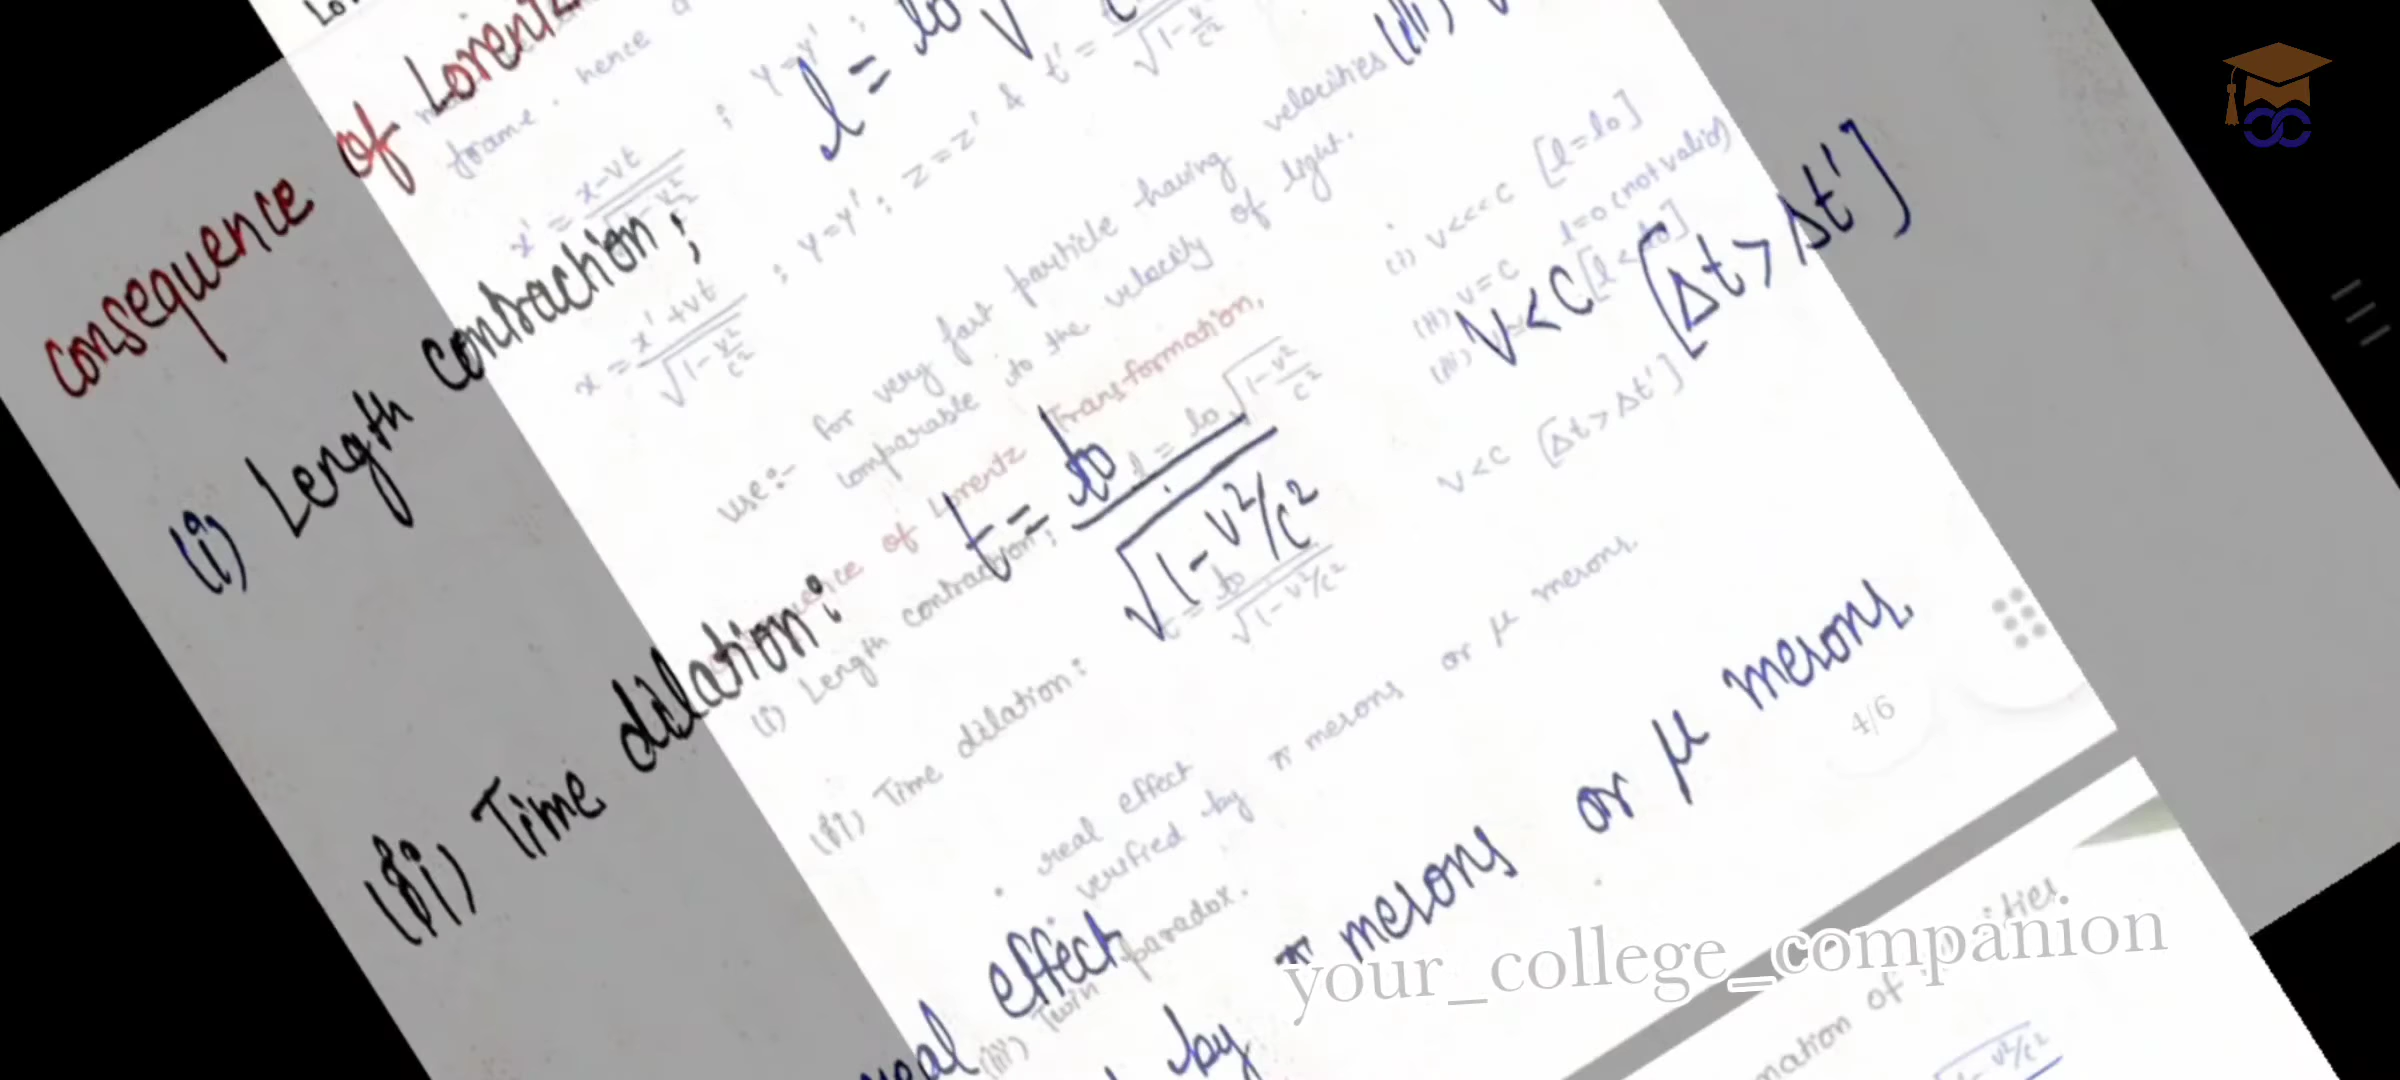 consequence of Lorentz
l = lo √
(i) Length contraction;
v<c [Δt > Δt']
t = to / √1 - v²/c²
(ii) Time dilation:
real effect
by π mesons or μ mesons.
frame. hence
x' = x-vt / √1 - v²/c² ; Y=Y' ;
x = x'+vt / √1 - v²/c² ; Y=Y' ; z=z' & t' = / √1 - v/c²
use:- for very fast particle having velocities
comparable to the velocity of light.
of Lorentz Transformation,
(i) Length contraction; l = lo √1 - v²/c²
(i) v<<<c [l=lo]
(ii) v=c l=0 (not valid)
(iii) [l<lo]
(ii) Time dilation: t = to / √1 - v²/c²
v<c [Δt > Δt']
• real effect
• verified by π mesons or μ mesons.
(iii) Twin paradox.
4/6
your_college_companion